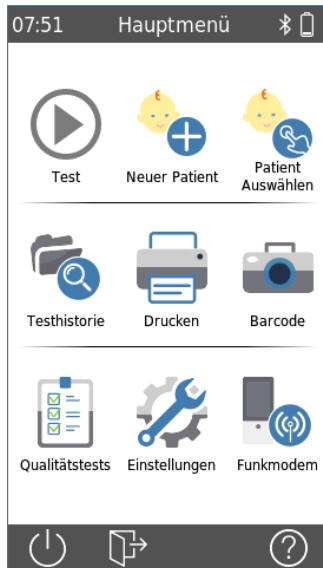 07:51 Hauptmenü
Test
Neuer Patient
Patient
Auswählen
Testhistorie
Drucken
Barcode
Qualitätstests
Einstellungen
Funkmodem
?